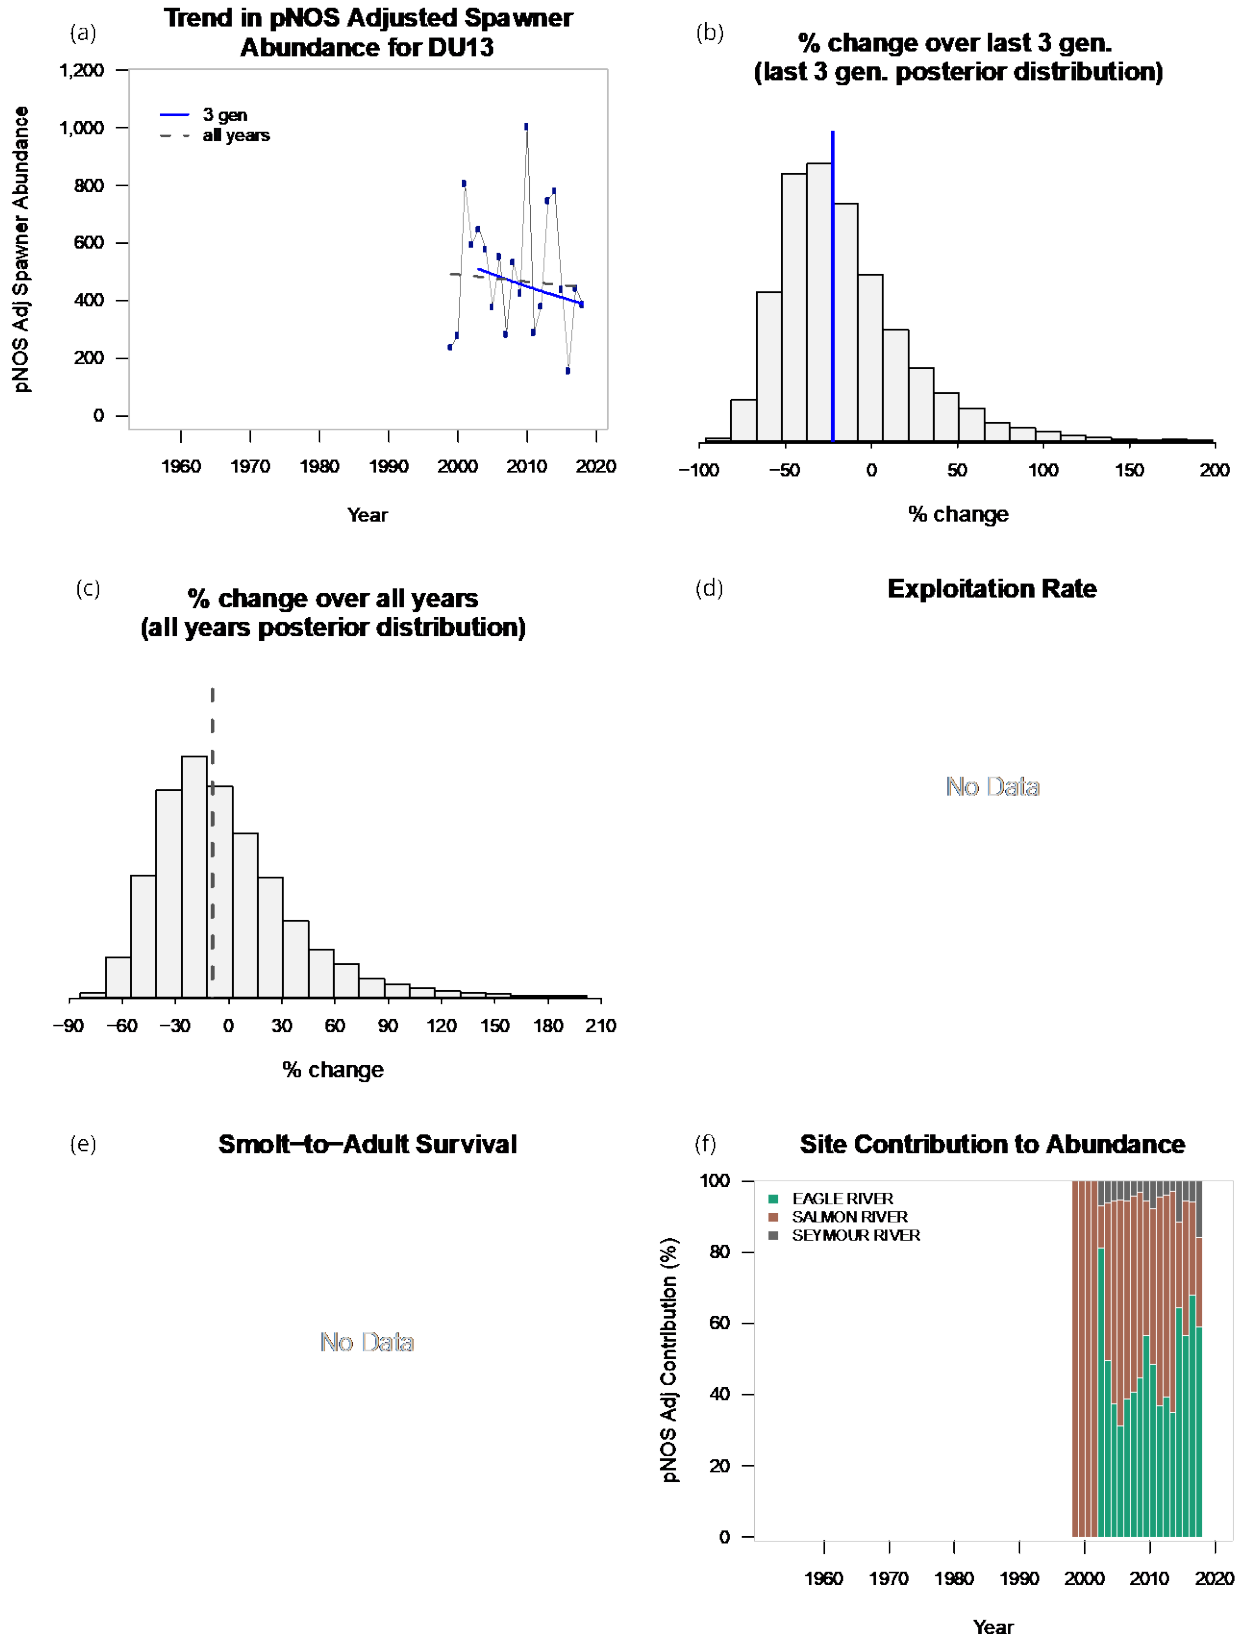 (a)
Trend in pNOS Adjusted Spawner
Abundance for DU13
1,200
1,000
800
600
400
200
0
pNOS Adj Spawner Abundance
3 gen
all years
1960 1970 1980 1990 2000 2010 2020
Year
(b)
% change over last 3 gen.
(last 3 gen. posterior distribution)
−100 −50 0 50 100 150 200
% change
(c)
% change over all years
(all years posterior distribution)
−90 −60 −30 0 30 60 90 120 150 180 210
% change
(d)
Exploitation Rate
No Data
(e)
Smolt−to−Adult Survival
No Data
(f)
Site Contribution to Abundance
100
80
60
40
20
0
pNOS Adj Contribution (%)
EAGLE RIVER
SALMON RIVER
SEYMOUR RIVER
1960 1970 1980 1990 2000 2010 2020
Year